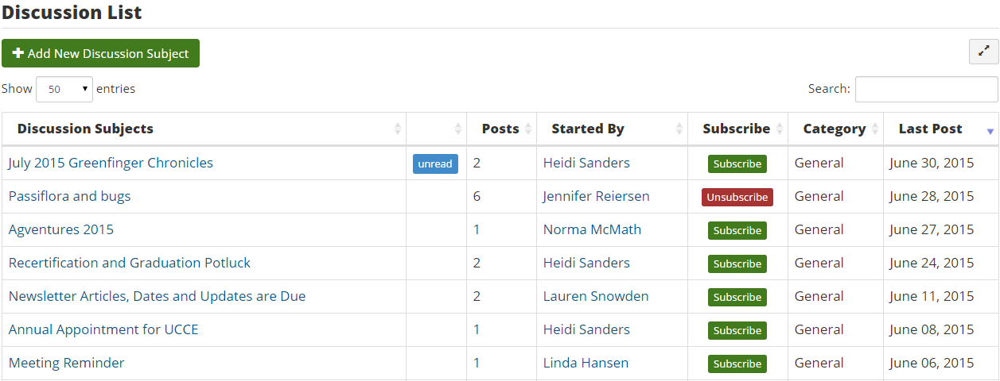 Discussion List
Add New Discussion Subject
Show 50 entries Search:
Discussion Subjects Posts Started By Subscribe Category Last Post
July 2015 Greenfinger Chronicles unread 2 Heidi Sanders Subscribe General June 30, 2015
Passiflora and bugs 6 Jennifer Reiersen Unsubscribe General June 28, 2015
Agventures 2015 1 Norma McMath Subscribe General June 27, 2015
Recertification and Graduation Potluck 2 Heidi Sanders Subscribe General June 24, 2015
Newsletter Articles, Dates and Updates are Due 2 Lauren Snowden Subscribe General June 11, 2015
Annual Appointment for UCCE 1 Heidi Sanders Subscribe General June 08, 2015
Meeting Reminder 1 Linda Hansen Subscribe General June 06, 2015